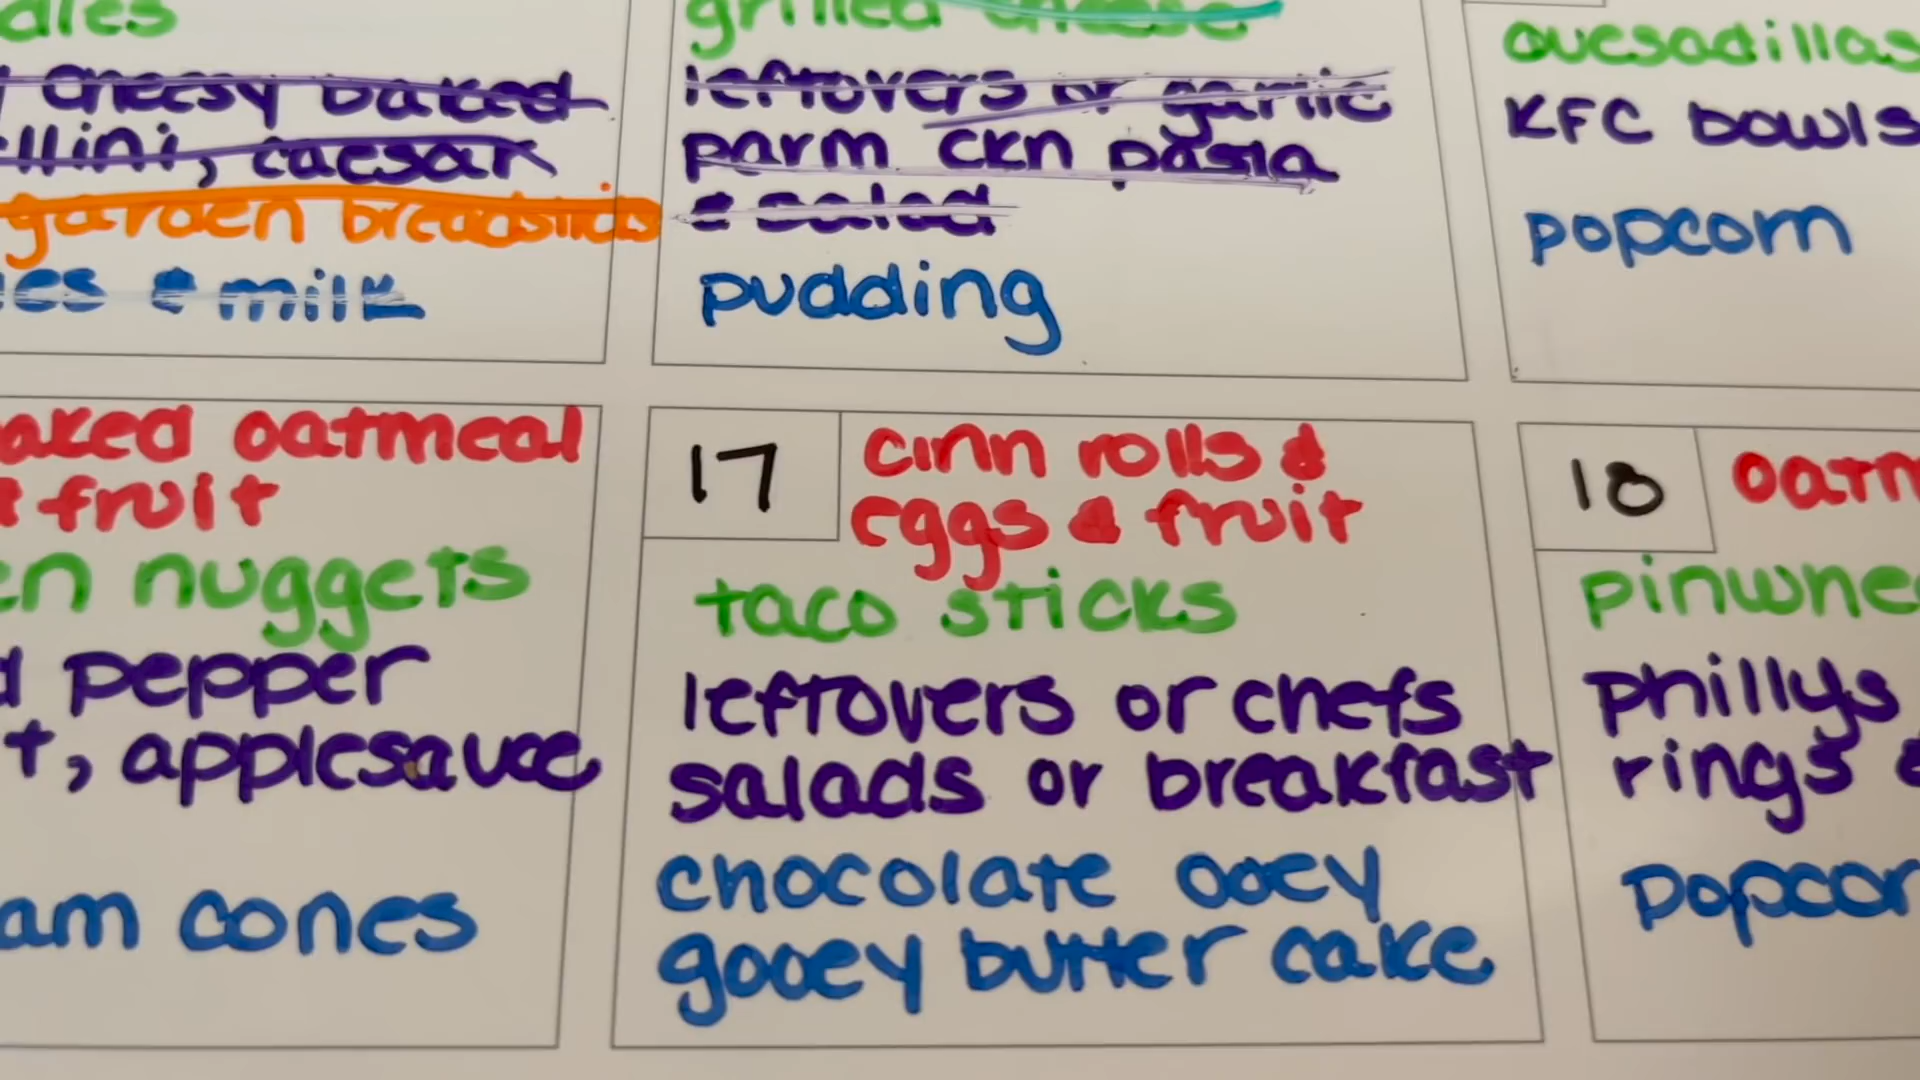 grilled cheese
leftovers or garlic
parm ckn pasta
& salad
pudding
cheesy baked
caesar
garden breadsticks
& milk
quesadillas
KFC bowls
popcorn
oatmeal
fruit
nuggets
pepper
, applesauce
cones
17
cinn rolls &
eggs & fruit
taco sticks
leftovers or chefs
salads or breakfast
chocolate ooey
gooey butter cake
18
phillys
rings &